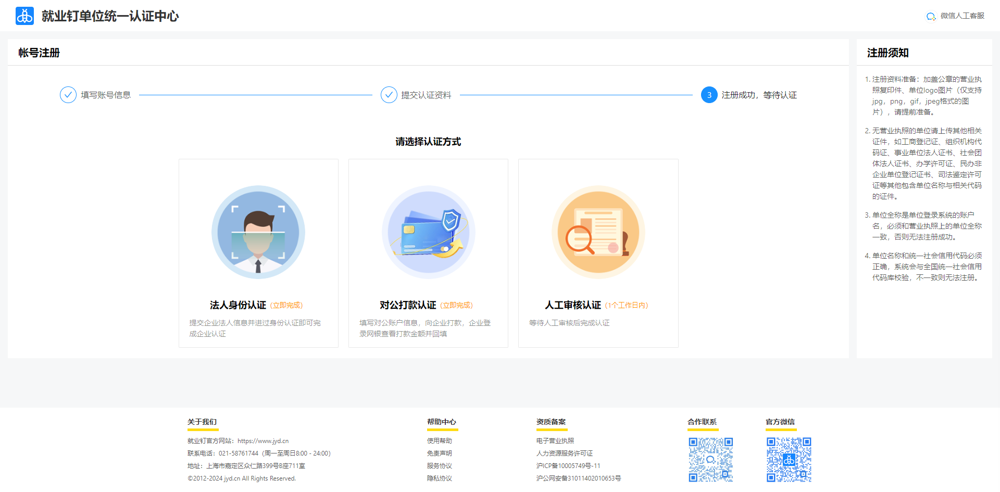 就业钉单位统一认证中心
微信人工客服
帐号注册
填写账号信息
提交认证资料
3 注册成功，等待认证
请选择认证方式
法人身份认证（立即完成）
提交企业法人信息并进过身份认证即可完
成企业认证
对公打款认证（立即完成）
填写对公账户信息，向企业打款，企业登
录网银查看打款金额并回填
人工审核认证（1个工作日内）
等待人工审核后完成认证
注册须知
1. 注册资料准备：加盖公章的营业执
照复印件、单位logo图片（仅支持
jpg，png，gif，jpeg格式的图
片），请提前准备。
2. 无营业执照的单位请上传其他相关
证件，如工商登记证、组织机构代
码证、事业单位法人证书、社会团
体法人证书、办学许可证、民办非
企业单位登记证书、司法鉴定许可
证等其他包含单位名称与相关代码
的证件。
3. 单位全称是单位登录系统的账户
名，必须和营业执照上的单位全称
一致，否则无法注册成功。
4. 单位名称和统一社会信用代码必须
正确，系统会与全国统一社会信用
代码库校验，不一致则无法注册。
关于我们
就业钉官方网站：https://www.jyd.cn
联系电话：021-58761744（周一至周日8:00 - 24:00）
地址：上海市嘉定区众仁路399号B座711室
©2012-2024 jyd.cn All Rights Reserved.
帮助中心
使用帮助
免责声明
服务协议
隐私协议
资质备案
电子营业执照
人力资源服务许可证
沪ICP备10005749号-11
沪公网安备31011402010653号
合作联系
官方微信